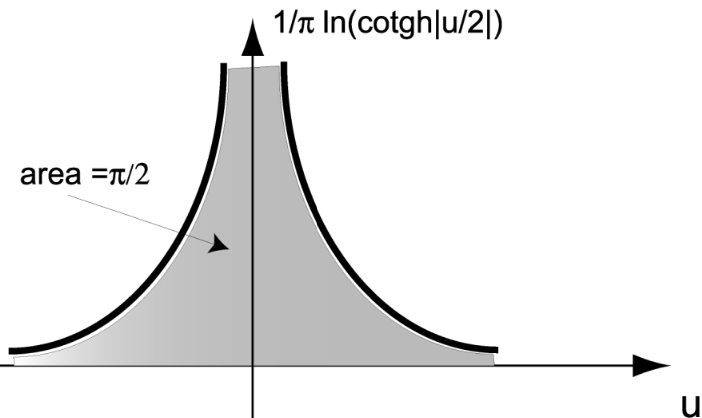 1/π ln(cotgh|u/2|)
area =π/2
u